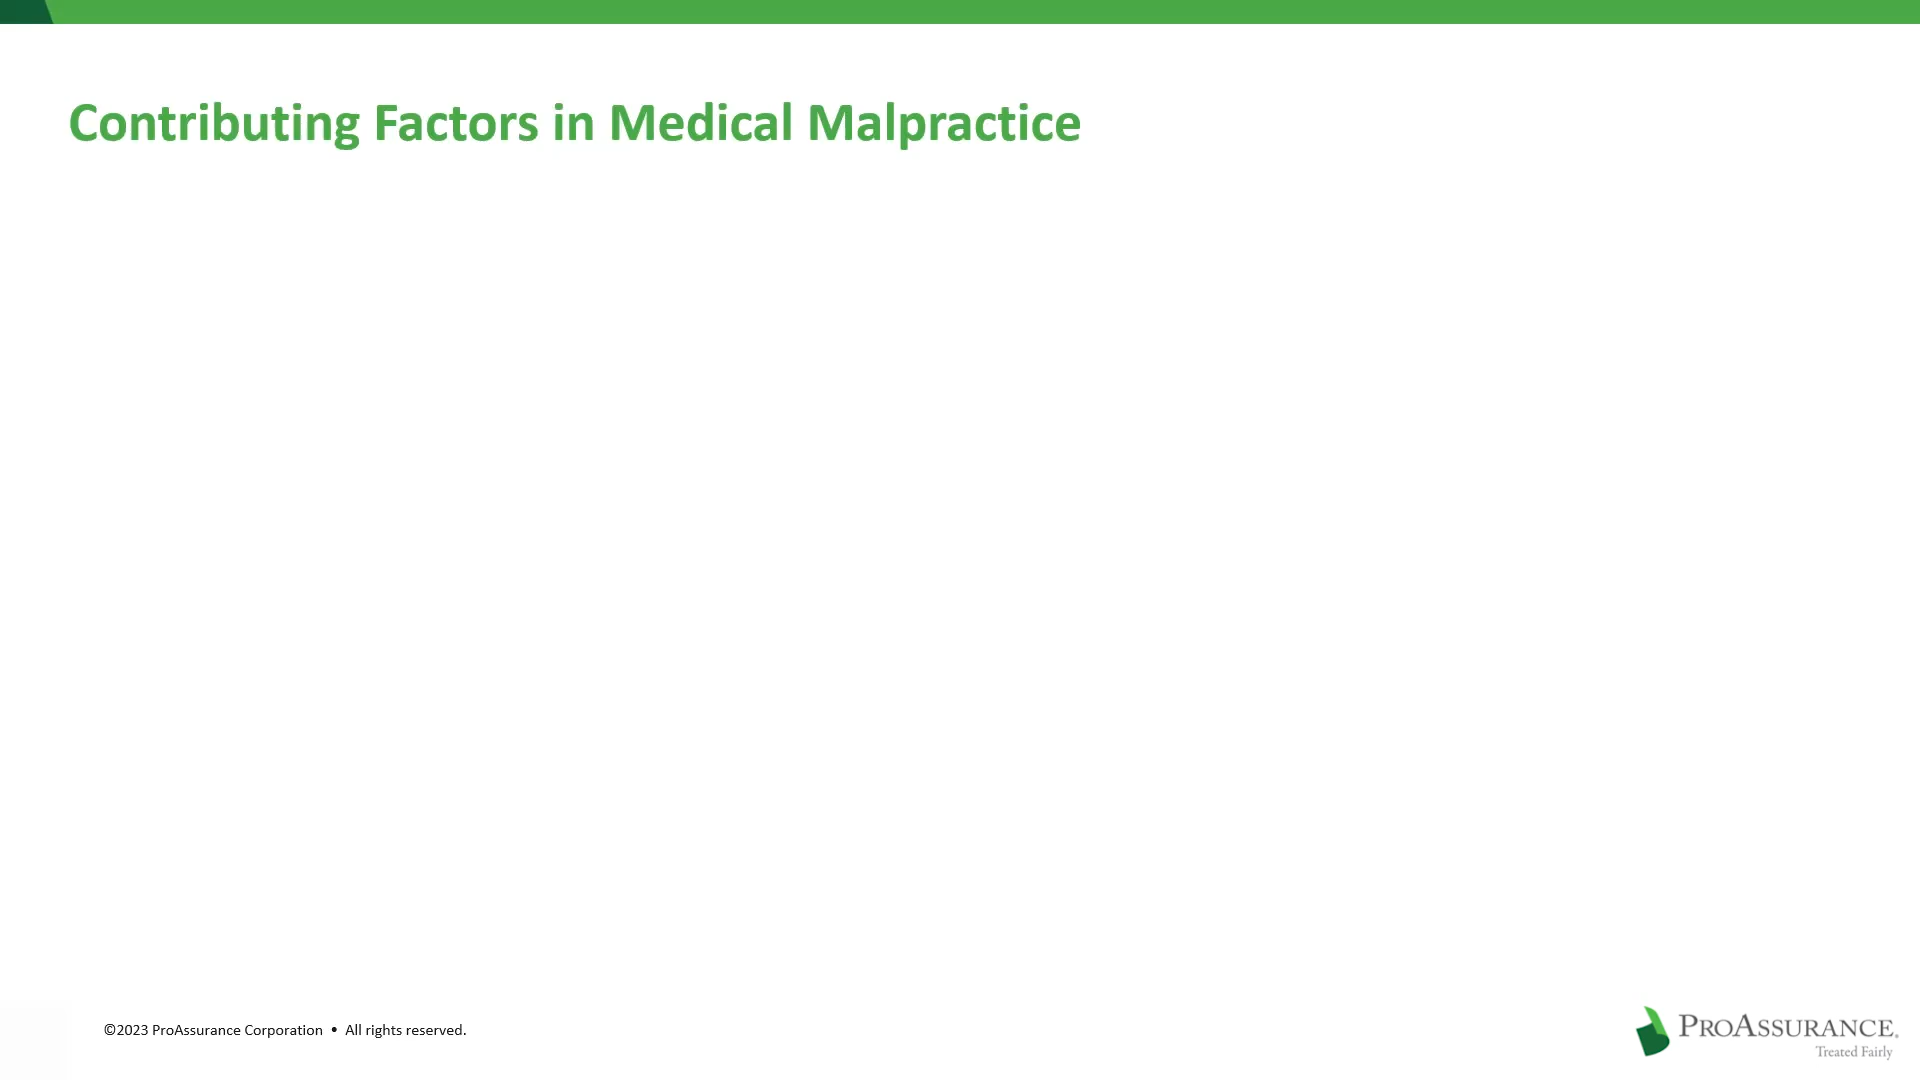 Contributing Factors in Medical Malpractice
©2023 ProAssurance Corporation • All rights reserved.
PROASSURANCE®
Treated Fairly